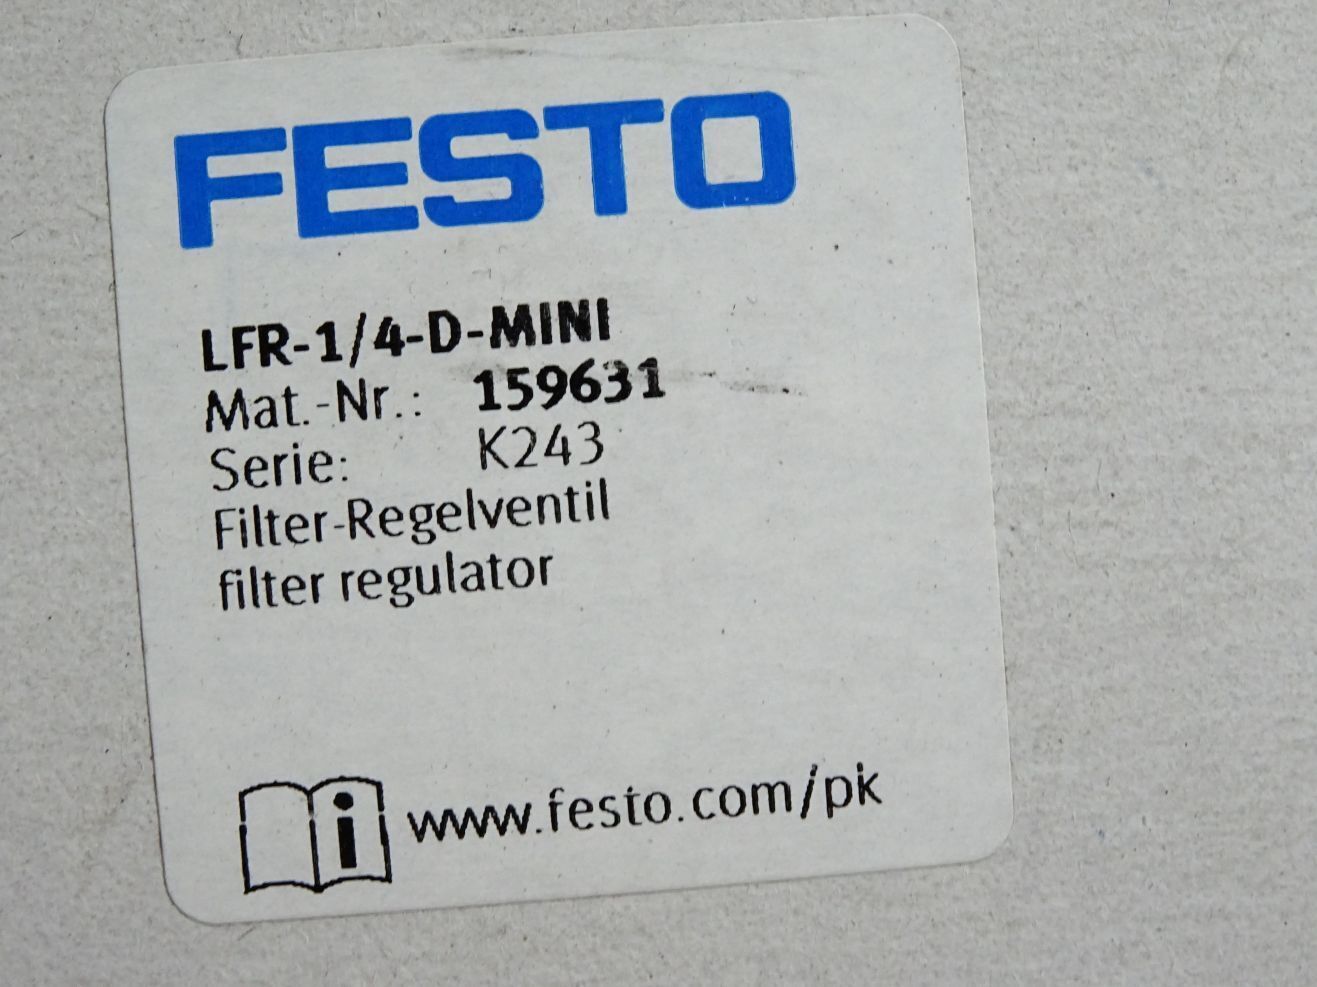 FESTO
LFR-1/4-D-MINI
Mat.-Nr.: 159631
Serie: K243
Filter-Regelventil
filter regulator
i www.festo.com/pk